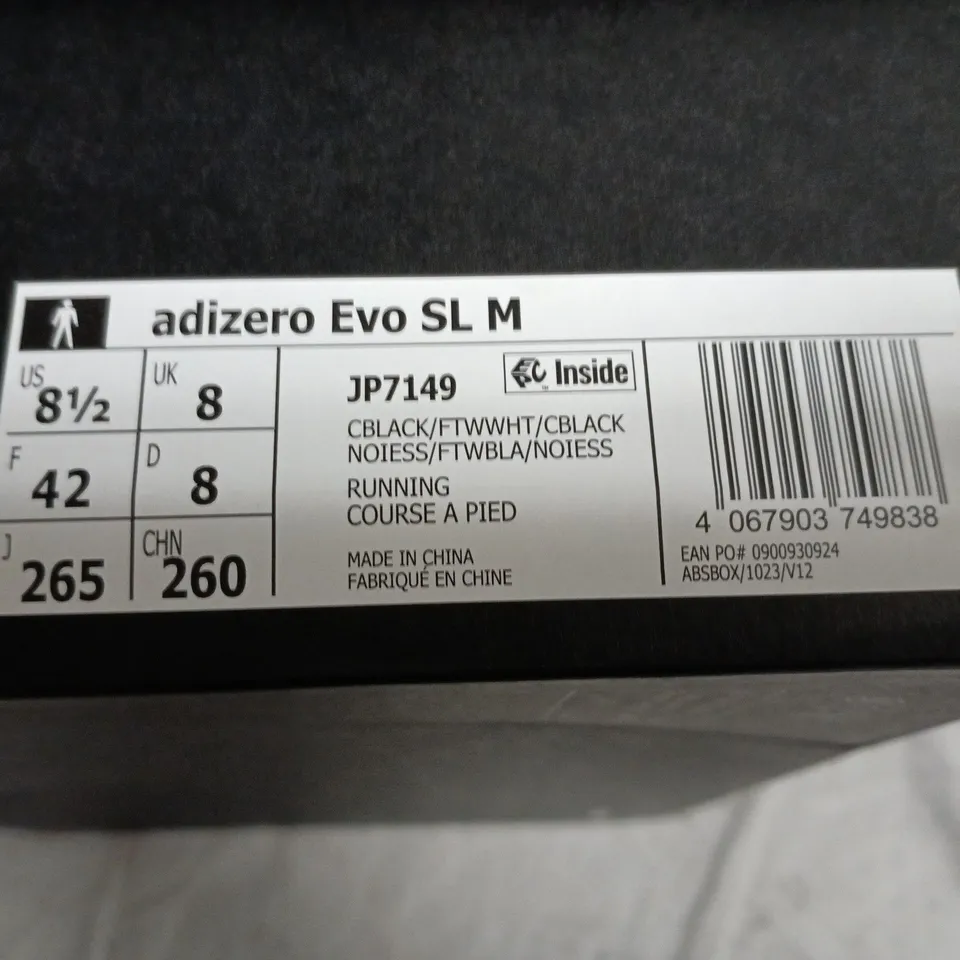 adizero Evo SL M
US 8½
UK 8
F 42
D 8
J 265
CHN 260
JP7149
Inside
CBLACK/FTWWHT/CBLACK
NOIESS/FTWBLA/NOIESS
RUNNING
COURSE A PIED
MADE IN CHINA
FABRIQUÉ EN CHINE
4 067903 749838
EAN PO# 0900930924
ABSBOX/1023/V12